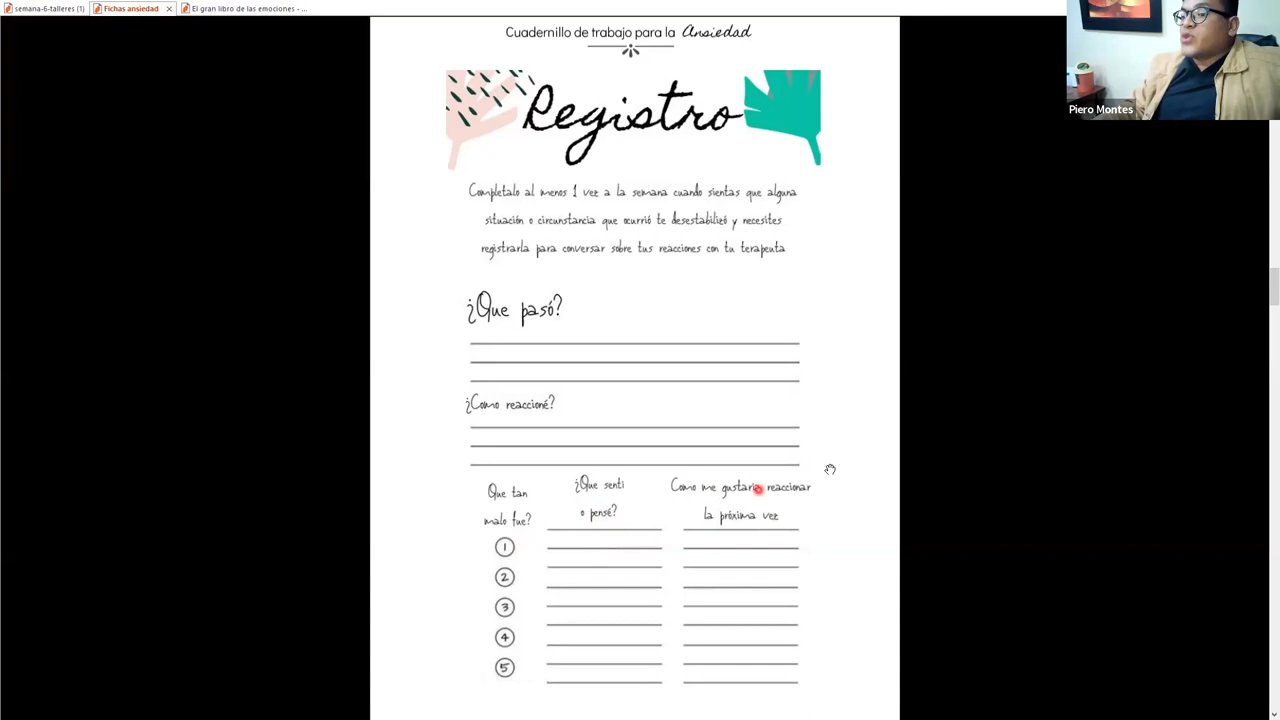 semana-6-talleres (1)
Fichas ansiedad
El gran libro de las emociones - ...
Cuadernillo de trabajo para la Ansiedad
Registro
Piero Montes
Completalo al menos 1 vez a la semana cuando sientas que alguna
situación o circunstancia que ocurrió te desestabilizó y necesites
registrarla para conversar sobre tus reacciones con tu terapeuta
¿Que pasó?
¿Como reaccioné?
Que tan
malo fue?
¿Que senti
o pensé?
Como me gustaria reaccionar
la próxima vez
1
2
3
4
5